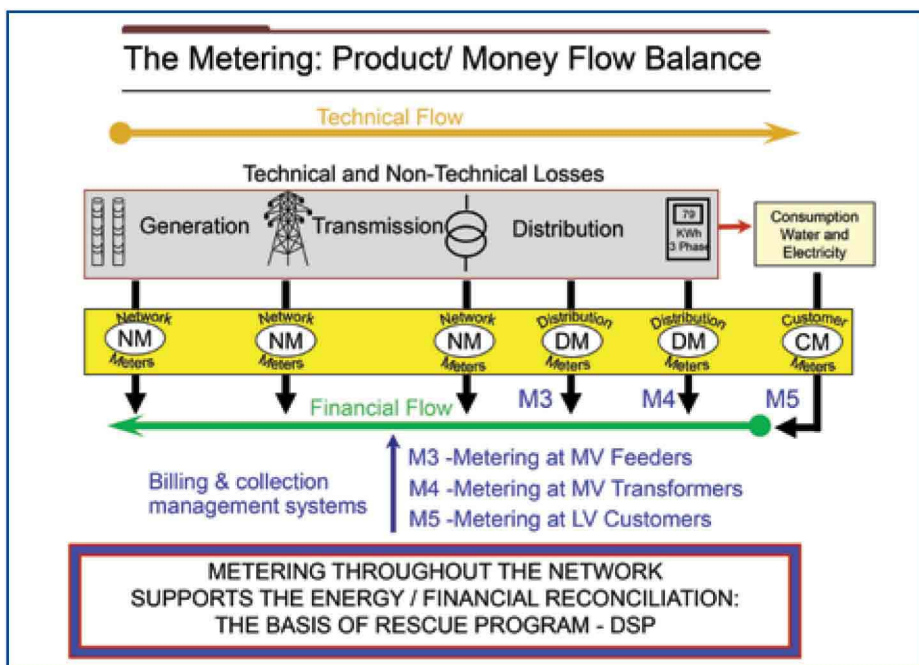 The Metering: Product/ Money Flow Balance
Technical Flow
Technical and Non-Technical Losses
Generation
Transmission
Distribution
79
KWh
3 Phase
Consumption
Water and
Electricity
Network
NM
Meters
Network
NM
Meters
Network
NM
Meters
Distribution
DM
Meters
Distribution
DM
Meters
Customer
CM
Meters
M3
M4
M5
Financial Flow
Billing & collection
management systems
M3 -Metering at MV Feeders
M4 -Metering at MV Transformers
M5 -Metering at LV Customers
METERING THROUGHOUT THE NETWORK
SUPPORTS THE ENERGY / FINANCIAL RECONCILIATION:
THE BASIS OF RESCUE PROGRAM - DSP